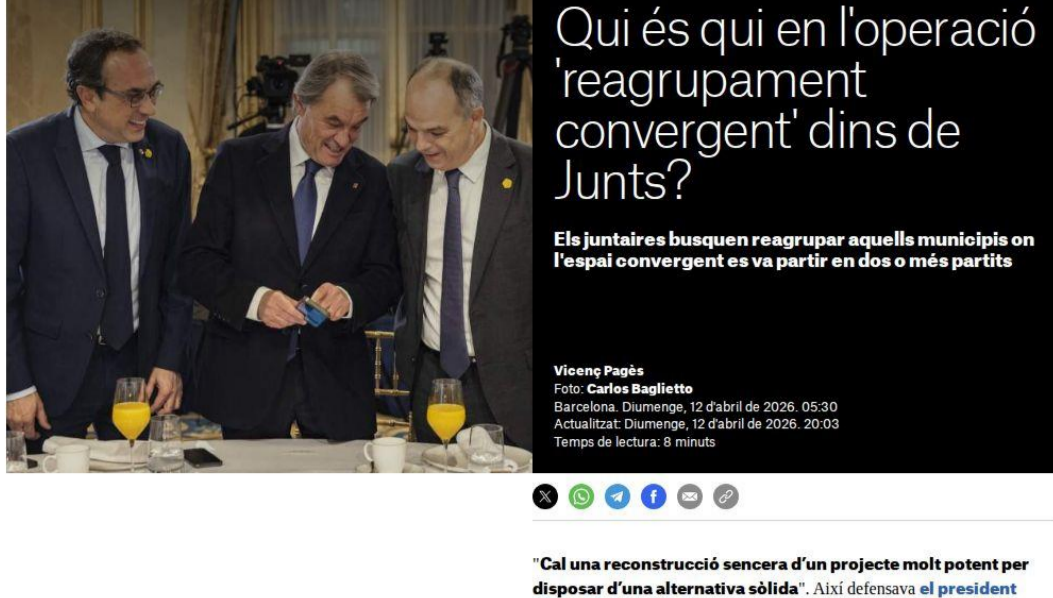 Qui és qui en l'operació
'reagrupament
convergent' dins de
Junts?
Els juntaires busquen reagrupar aquells municipis on
l'espai convergent es va partir en dos o més partits
Vicenç Pagès
Foto: Carlos Baglietto
Barcelona. Diumenge, 12 d'abril de 2026. 05:30
Actualitzat: Diumenge, 12 d'abril de 2026. 20:03
Temps de lectura: 8 minuts
"Cal una reconstrucció sencera d’un projecte molt potent per
disposar d’una alternativa sòlida". Així defensava el president